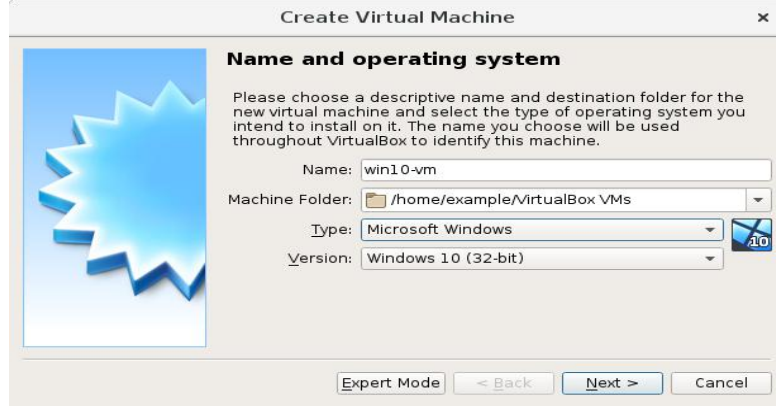 Create Virtual Machine
Name and operating system
Please choose a descriptive name and destination folder for the
new virtual machine and select the type of operating system you
intend to install on it. The name you choose will be used
throughout VirtualBox to identify this machine.
Name: win10-vm
Machine Folder: /home/example/VirtualBox VMs
Type: Microsoft Windows
10
Version: Windows 10 (32-bit)
Expert Mode < Back Next > Cancel